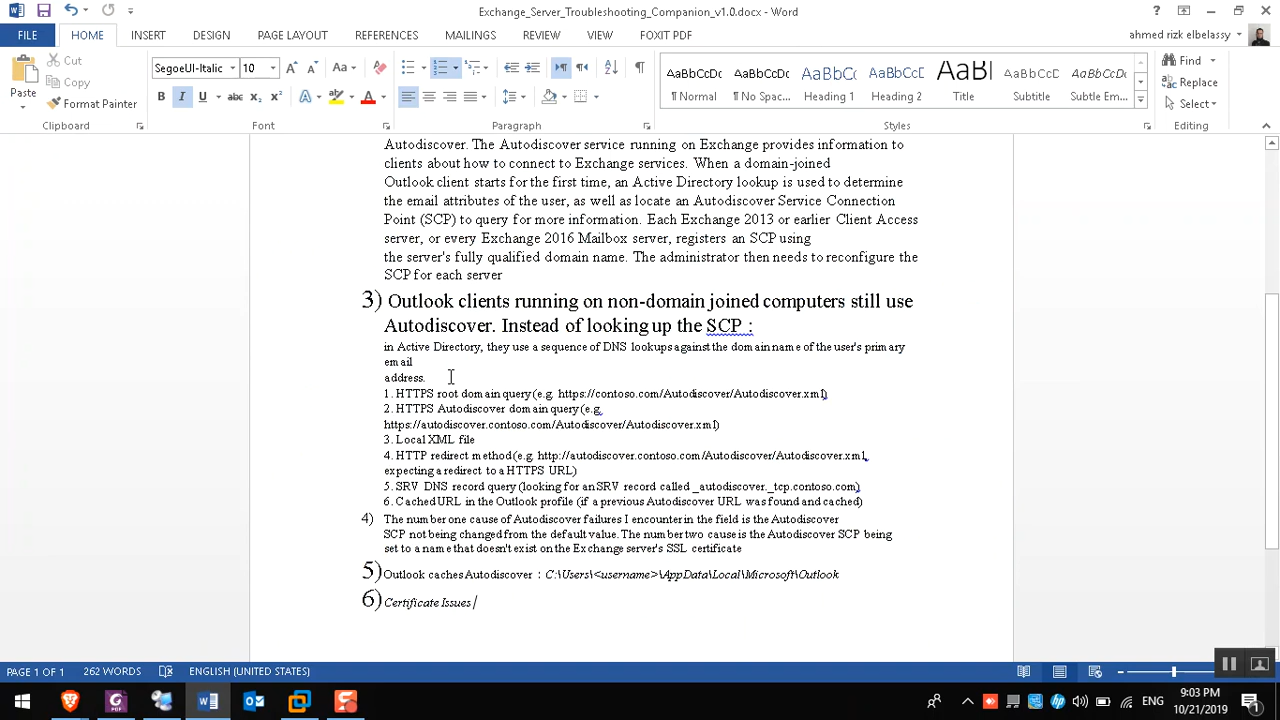 Exchange_Server_Troubleshooting_Companion_v1.0.docx - Word
FILE HOME INSERT DESIGN PAGE LAYOUT REFERENCES MAILINGS REVIEW VIEW FOXIT PDF ahmed rizk elbelassy
Paste
Cut
Copy
Format Painter
Clipboard
SegoeUI-Italic 10
Font
Paragraph
AaBbCcDc AaBbCcDc AaBbC AaBbCcD AaBl AaBbCcD AaBbCcDc
¶ Normal ¶ No Spac... Heading 1 Heading 2 Title Subtitle Subtle Em...
Styles
Find
Replace
Select
Editing
Autodiscover. The Autodiscover service running on Exchange provides information to
clients about how to connect to Exchange services. When a domain-joined
Outlook client starts for the first time, an Active Directory lookup is used to determine
the email attributes of the user, as well as locate an Autodiscover Service Connection
Point (SCP) to query for more information. Each Exchange 2013 or earlier Client Access
server, or every Exchange 2016 Mailbox server, registers an SCP using
the server's fully qualified domain name. The administrator then needs to reconfigure the
SCP for each server
3) Outlook clients running on non-domain joined computers still use
Autodiscover. Instead of looking up the SCP :
in Active Directory, they use a sequence of DNS lookups against the domain name of the user's primary
email
address.
1. HTTPS root domain query (e.g. https://contoso.com/Autodiscover/Autodiscover.xml)
2. HTTPS Autodiscover domain query (e.g.
https://autodiscover.contoso.com/Autodiscover/Autodiscover.xml)
3. Local XML file
4. HTTP redirect method (e.g. http://autodiscover.contoso.com/Autodiscover/Autodiscover.xml,
expecting a redirect to a HTTPS URL)
5. SRV DNS record query (looking for an SRV record called _autodiscover._tcp.contoso.com)
6. Cached URL in the Outlook profile (if a previous Autodiscover URL was found and cached)
4) The number one cause of Autodiscover failures I encounter in the field is the Autodiscover
SCP not being changed from the default value. The number two cause is the Autodiscover SCP being
set to a name that doesn't exist on the Exchange server's SSL certificate
5) Outlook caches Autodiscover : C:\Users\<username>\AppData\Local\Microsoft\Outlook
6) Certificate Issues
PAGE 1 OF 1 262 WORDS ENGLISH (UNITED STATES)
ENG
9:03 PM
10/21/2019